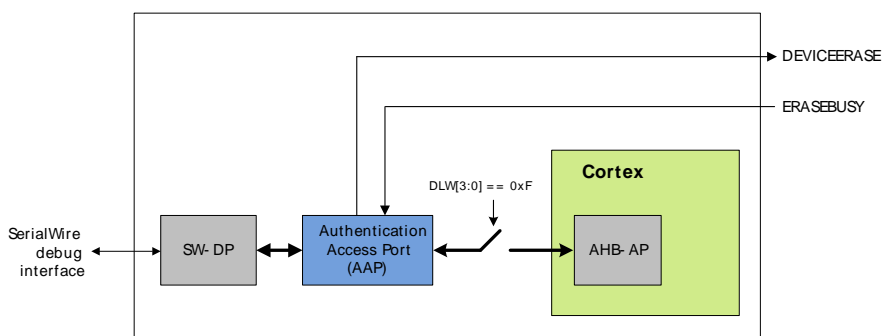 DEVICEERASE
ERASEBUSY
Cortex
DLW[3:0] == 0xF
SerialWire
debug
interface
SW-DP
Authentication
Access Port
(AAP)
AHB-AP